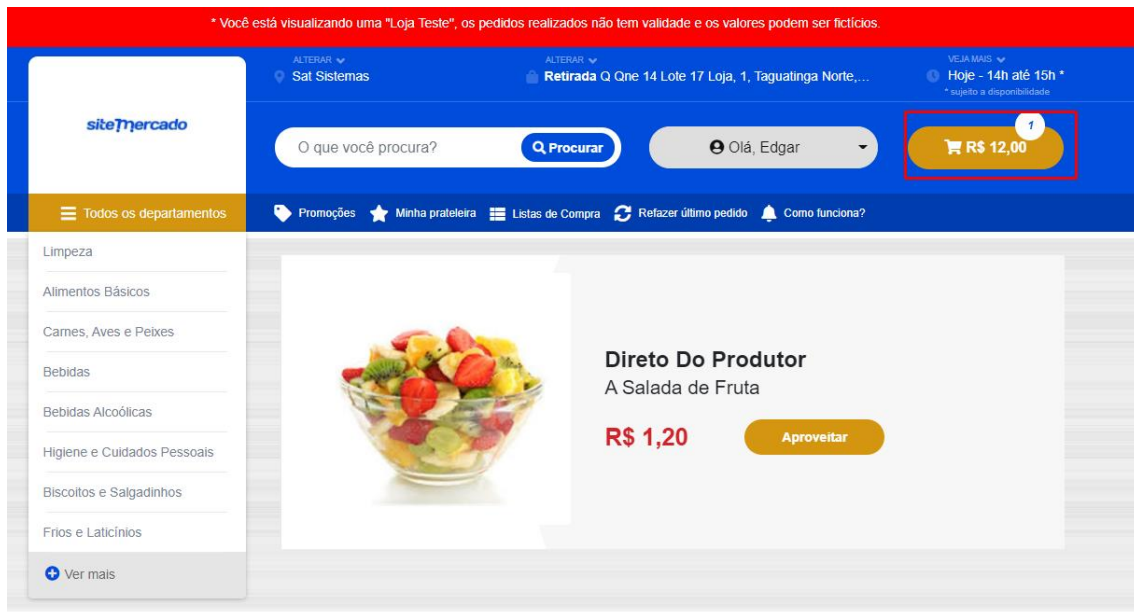 * Você está visualizando uma "Loja Teste", os pedidos realizados não tem validade e os valores podem ser fictícios.
ALTERAR
Sat Sistemas
ALTERAR
Retirada Q Qne 14 Lote 17 Loja, 1, Taguatinga Norte,...
VEJA MAIS
Hoje - 14h até 15h *
* sujeito a disponibilidade
siteMercado
O que você procura?
Procurar
Olá, Edgar
1
R$ 12,00
Todos os departamentos
Promoções
Minha prateleira
Listas de Compra
Refazer último pedido
Como funciona?
Limpeza
Alimentos Básicos
Carnes, Aves e Peixes
Bebidas
Bebidas Alcoólicas
Higiene e Cuidados Pessoais
Biscoitos e Salgadinhos
Frios e Laticínios
Ver mais
Direto Do Produtor
A Salada de Fruta
R$ 1,20
Aproveitar